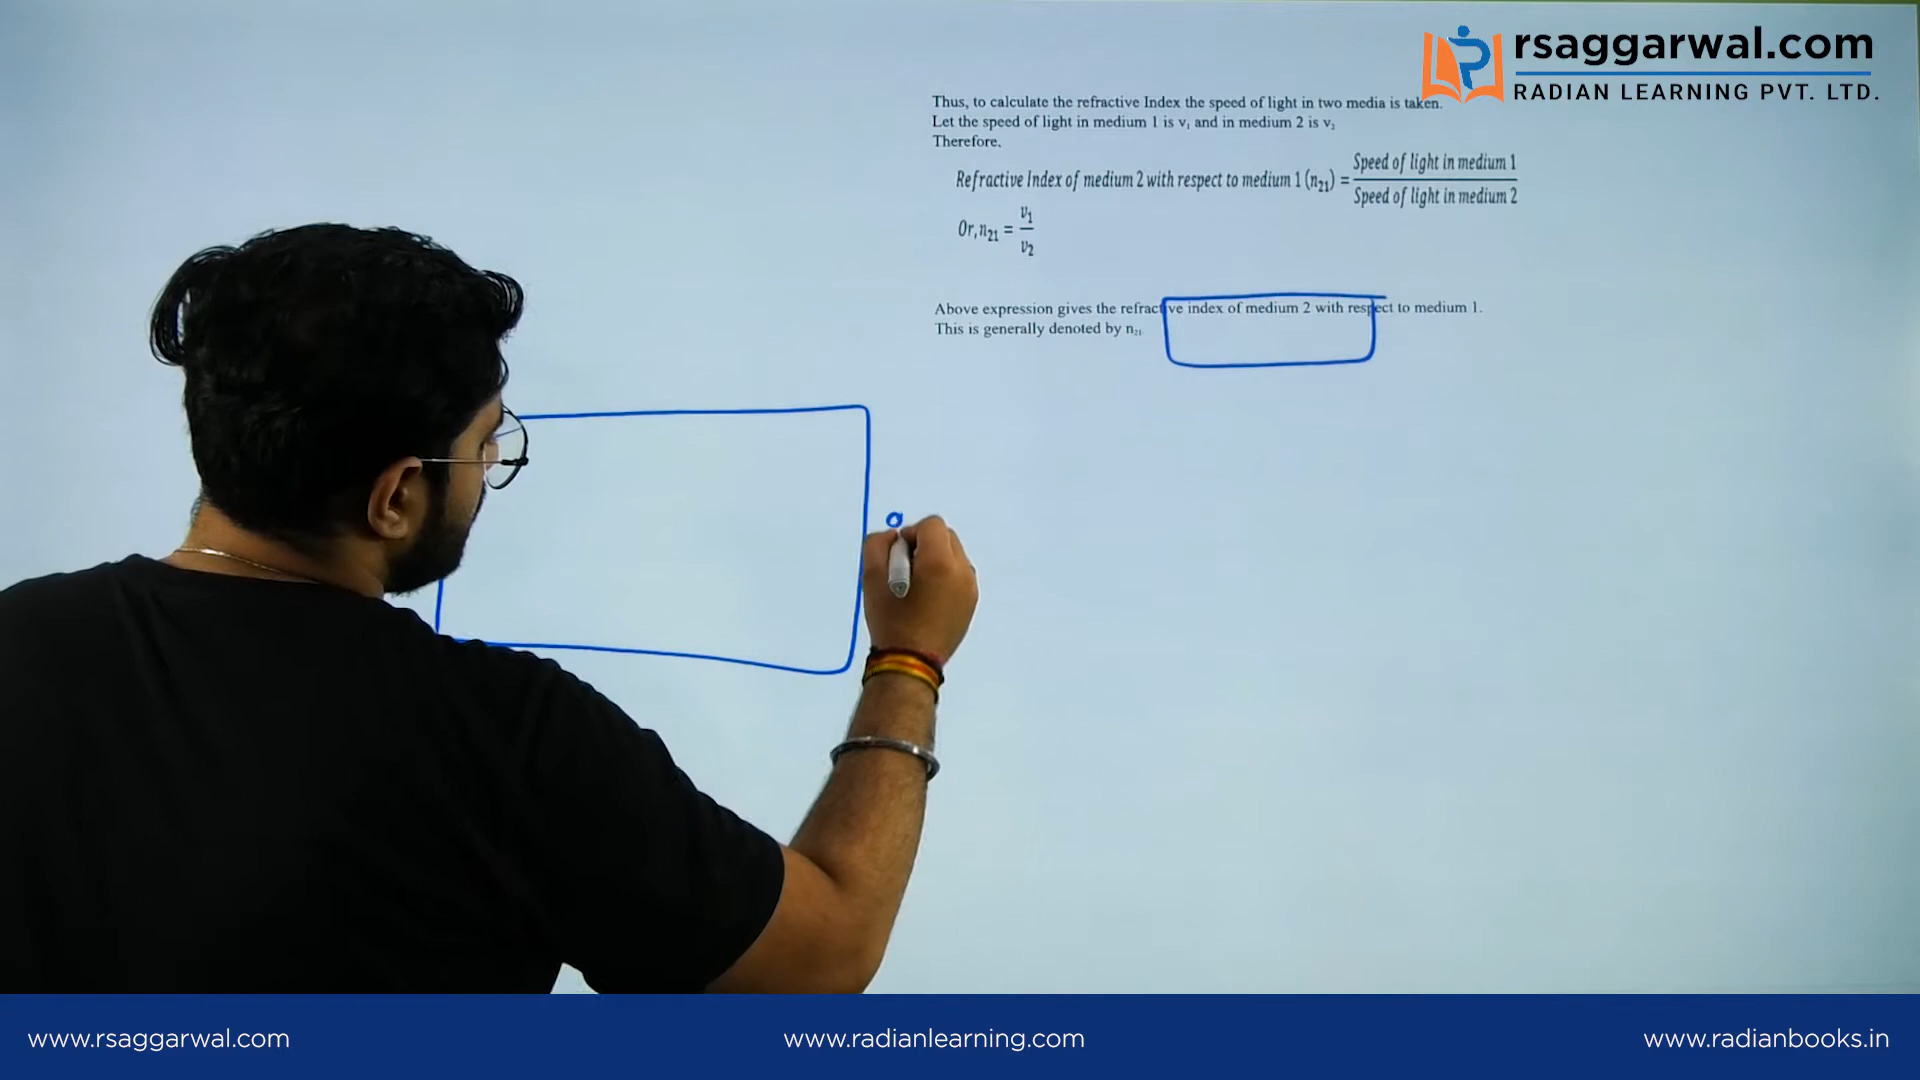 rsaggarwal.com
RADIAN LEARNING PVT. LTD.
Thus, to calculate the refractive Index the speed of light in two media is taken.
Let the speed of light in medium 1 is v₁ and in medium 2 is v₂
Therefore,
Refractive Index of medium 2 with respect to medium 1 (n₂₁) = Speed of light in medium 1 / Speed of light in medium 2
Or, n₂₁ = v₁ / v₂
Above expression gives the refractive index of medium 2 with respect to medium 1.
This is generally denoted by n₂₁
www.rsaggarwal.com
www.radianlearning.com
www.radianbooks.in